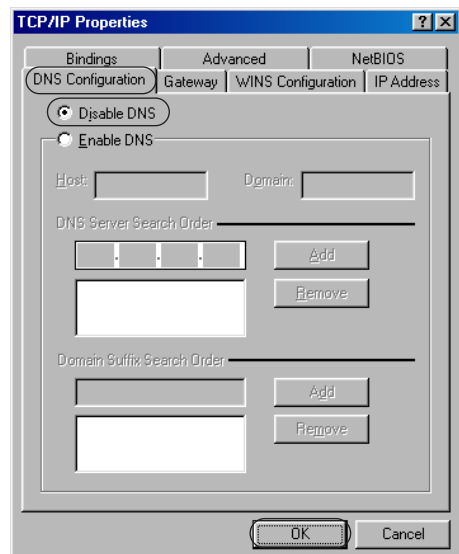 TCP/IP Properties ? ×
Bindings Advanced NetBIOS
DNS Configuration Gateway WINS Configuration IP Address
Disable DNS
Enable DNS
Host: Domain:
DNS Server Search Order
. . .
Add
Remove
Domain Suffix Search Order
Add
Remove
OK Cancel